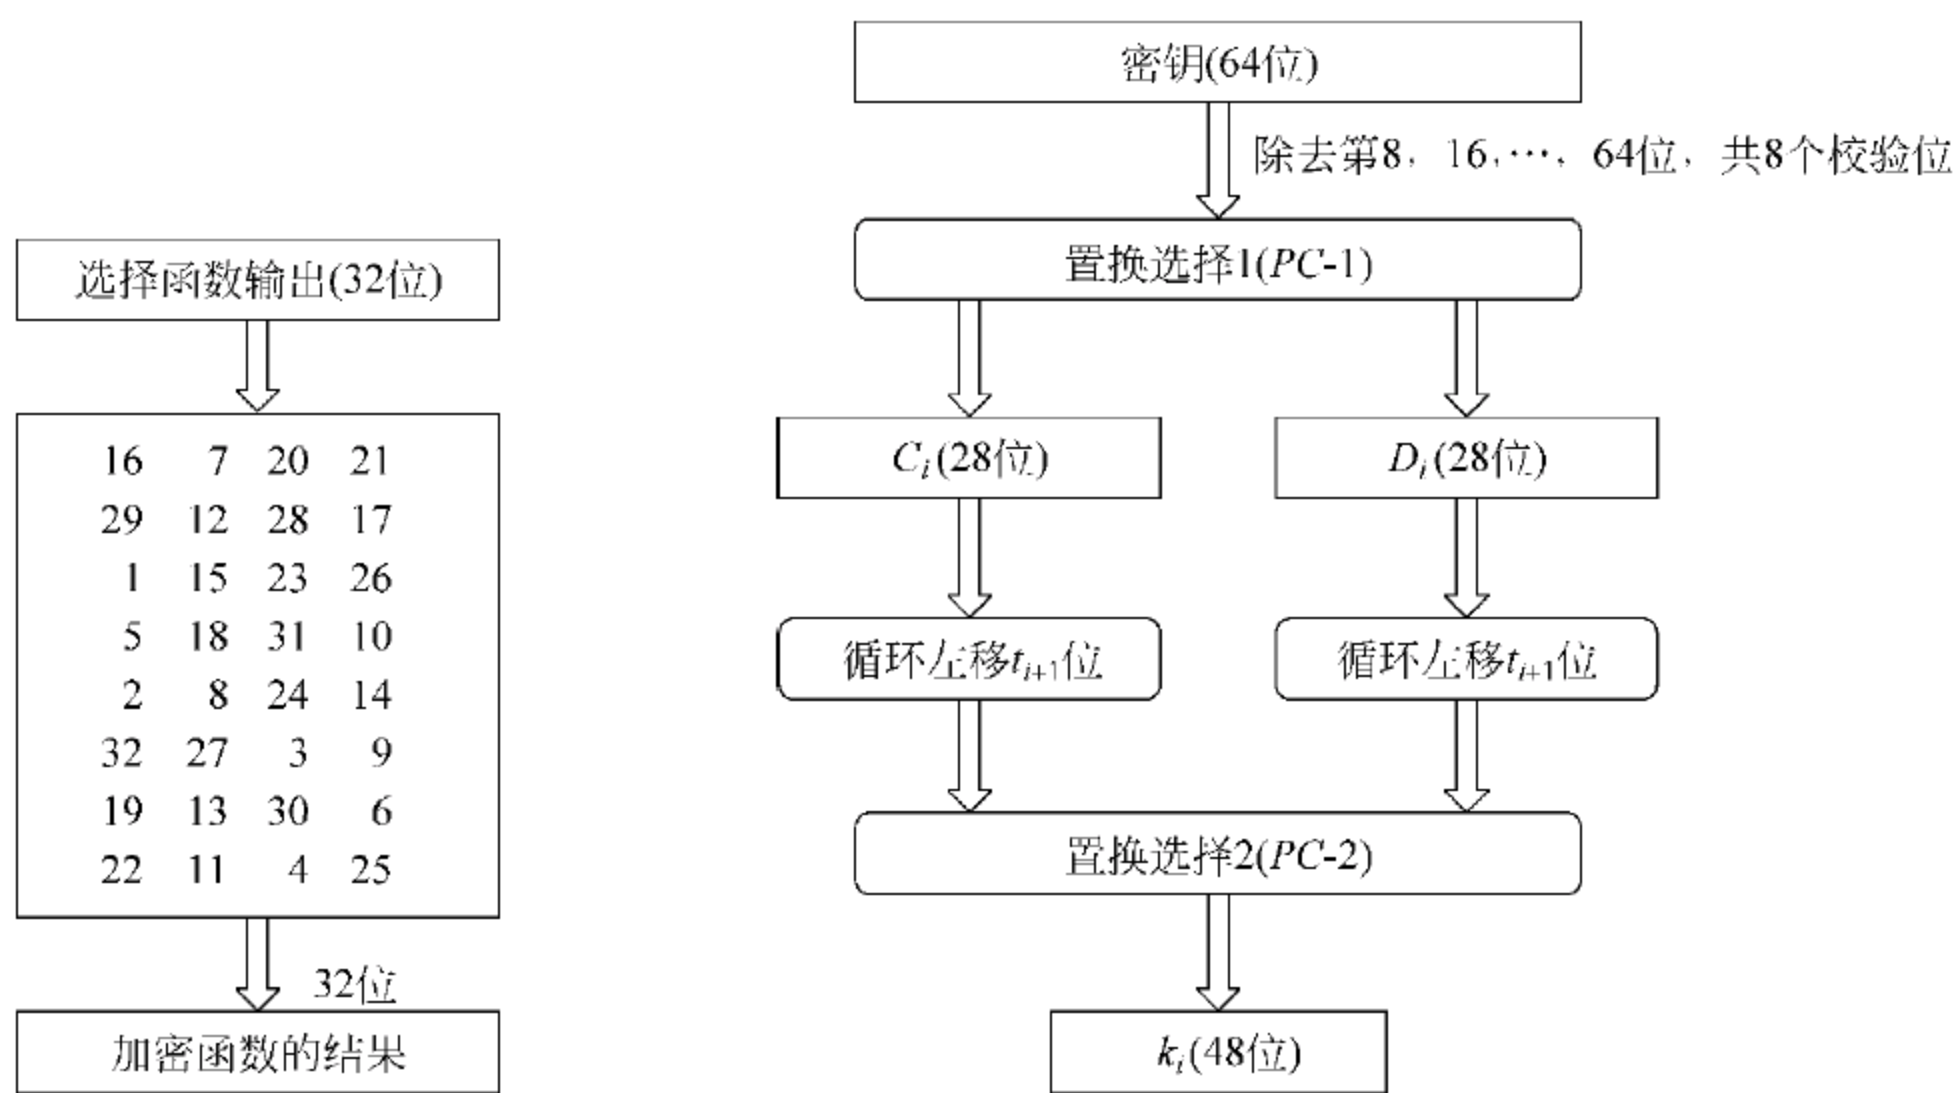 选择函数输出(32位)
16 7 20 21
29 12 28 17
1 15 23 26
5 18 31 10
2 8 24 14
32 27 3 9
19 13 30 6
22 11 4 25
32位
加密函数的结果
密钥(64位)
除去第8，16，…，64位，共8个校验位
置换选择1(PC-1)
Ci(28位)
Di(28位)
循环左移ti+1位
循环左移ti+1位
置换选择2(PC-2)
ki(48位)